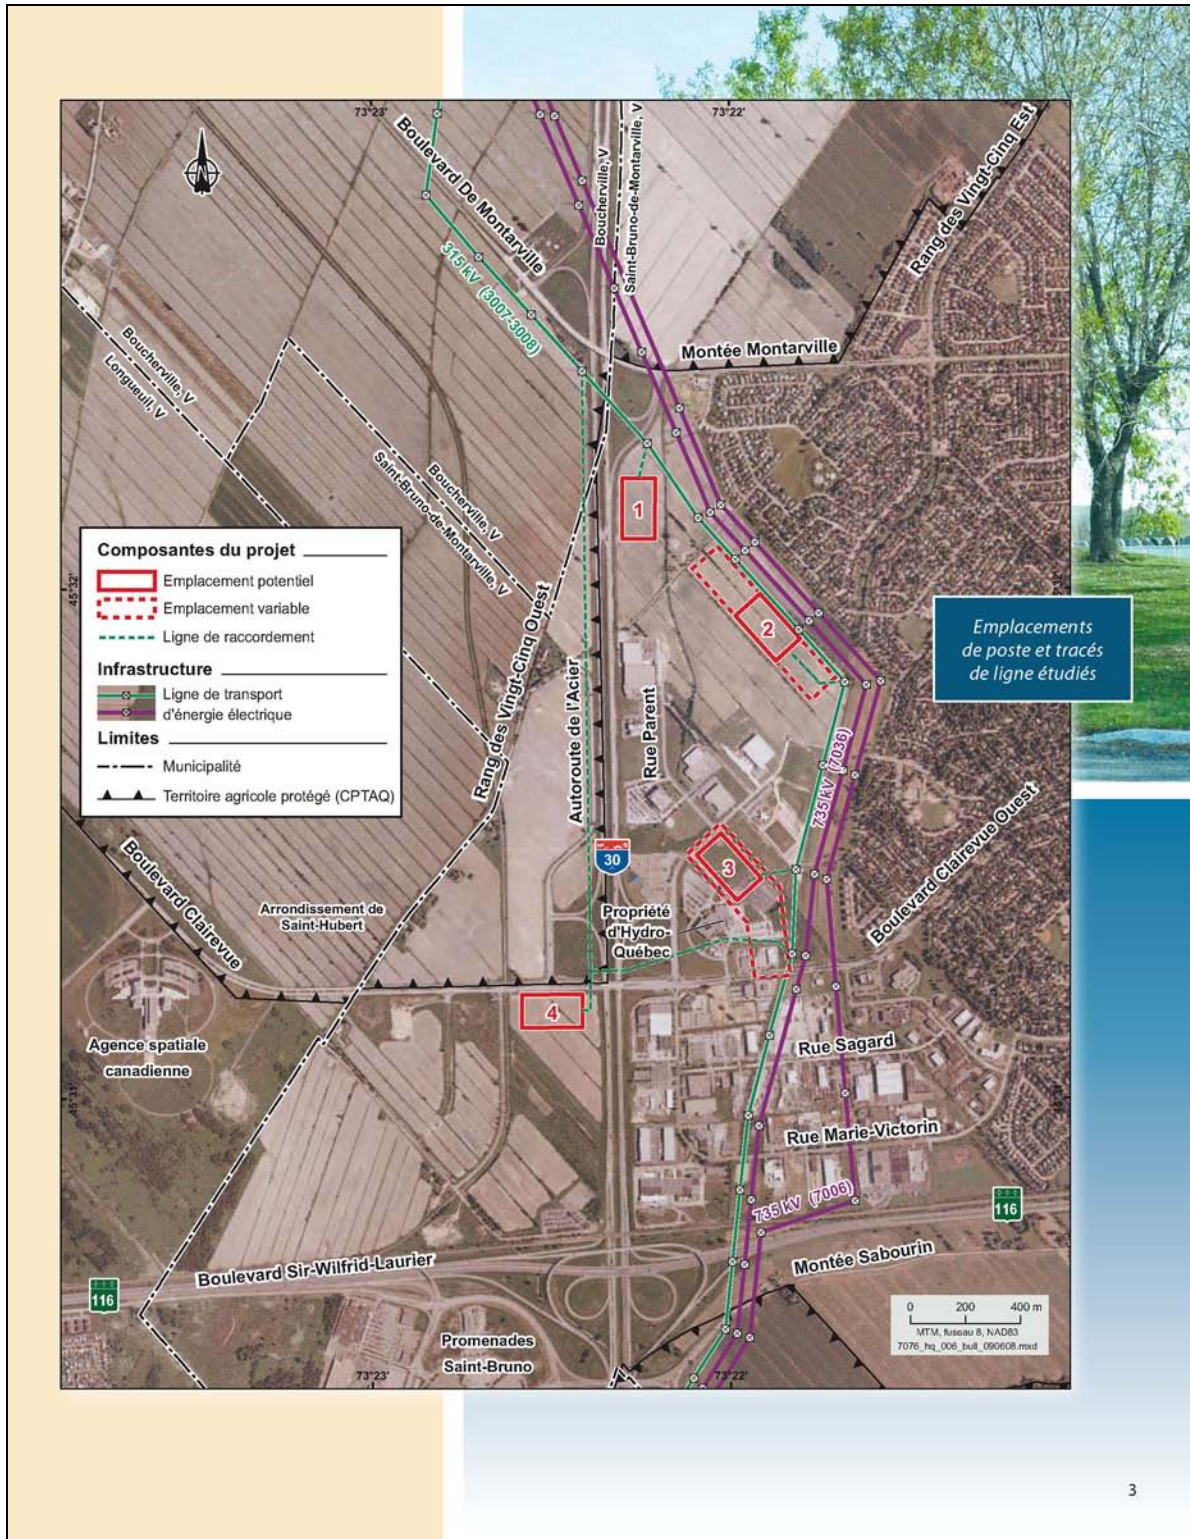 73°23'
73°22'
Boulevard De Montarville
Boucherville, V
Saint-Bruno-de-Montarville, V
Rang des Vingt-Cinq Est
315 kV (3007-3008)
Montée Montarville
Boucherville, V
Longueuil, V
Boucherville, V
Saint-Bruno-de-Montarville, V
1
Composantes du projet
Emplacement potentiel
Emplacement variable
Ligne de raccordement
Infrastructure
Ligne de transport
d'énergie électrique
Limites
Municipalité
Territoire agricole protégé (CPTAQ)
45°32'
Rang des Vingt-Cinq Ouest
Autoroute de l'Acier
Rue Parent
2
Emplacements
de poste et tracés
de ligne étudiés
735 kV (7036)
30
3
Boulevard Clairevue Ouest
Boulevard Clairevue
Arrondissement de
Saint-Hubert
Propriété
d'Hydro-
Québec
4
Agence spatiale
canadienne
Rue Sagard
45°31'
45°31'
Rue Marie-Victorin
735 kV (7006)
116
Montée Sabourin
Boulevard Sir-Wilfrid-Laurier
116
0 200 400 m
MTM, fuseau 8, NAD83
7076_hq_006_bull_090608.mxd
Promenades
Saint-Bruno
73°23'
73°22'
3